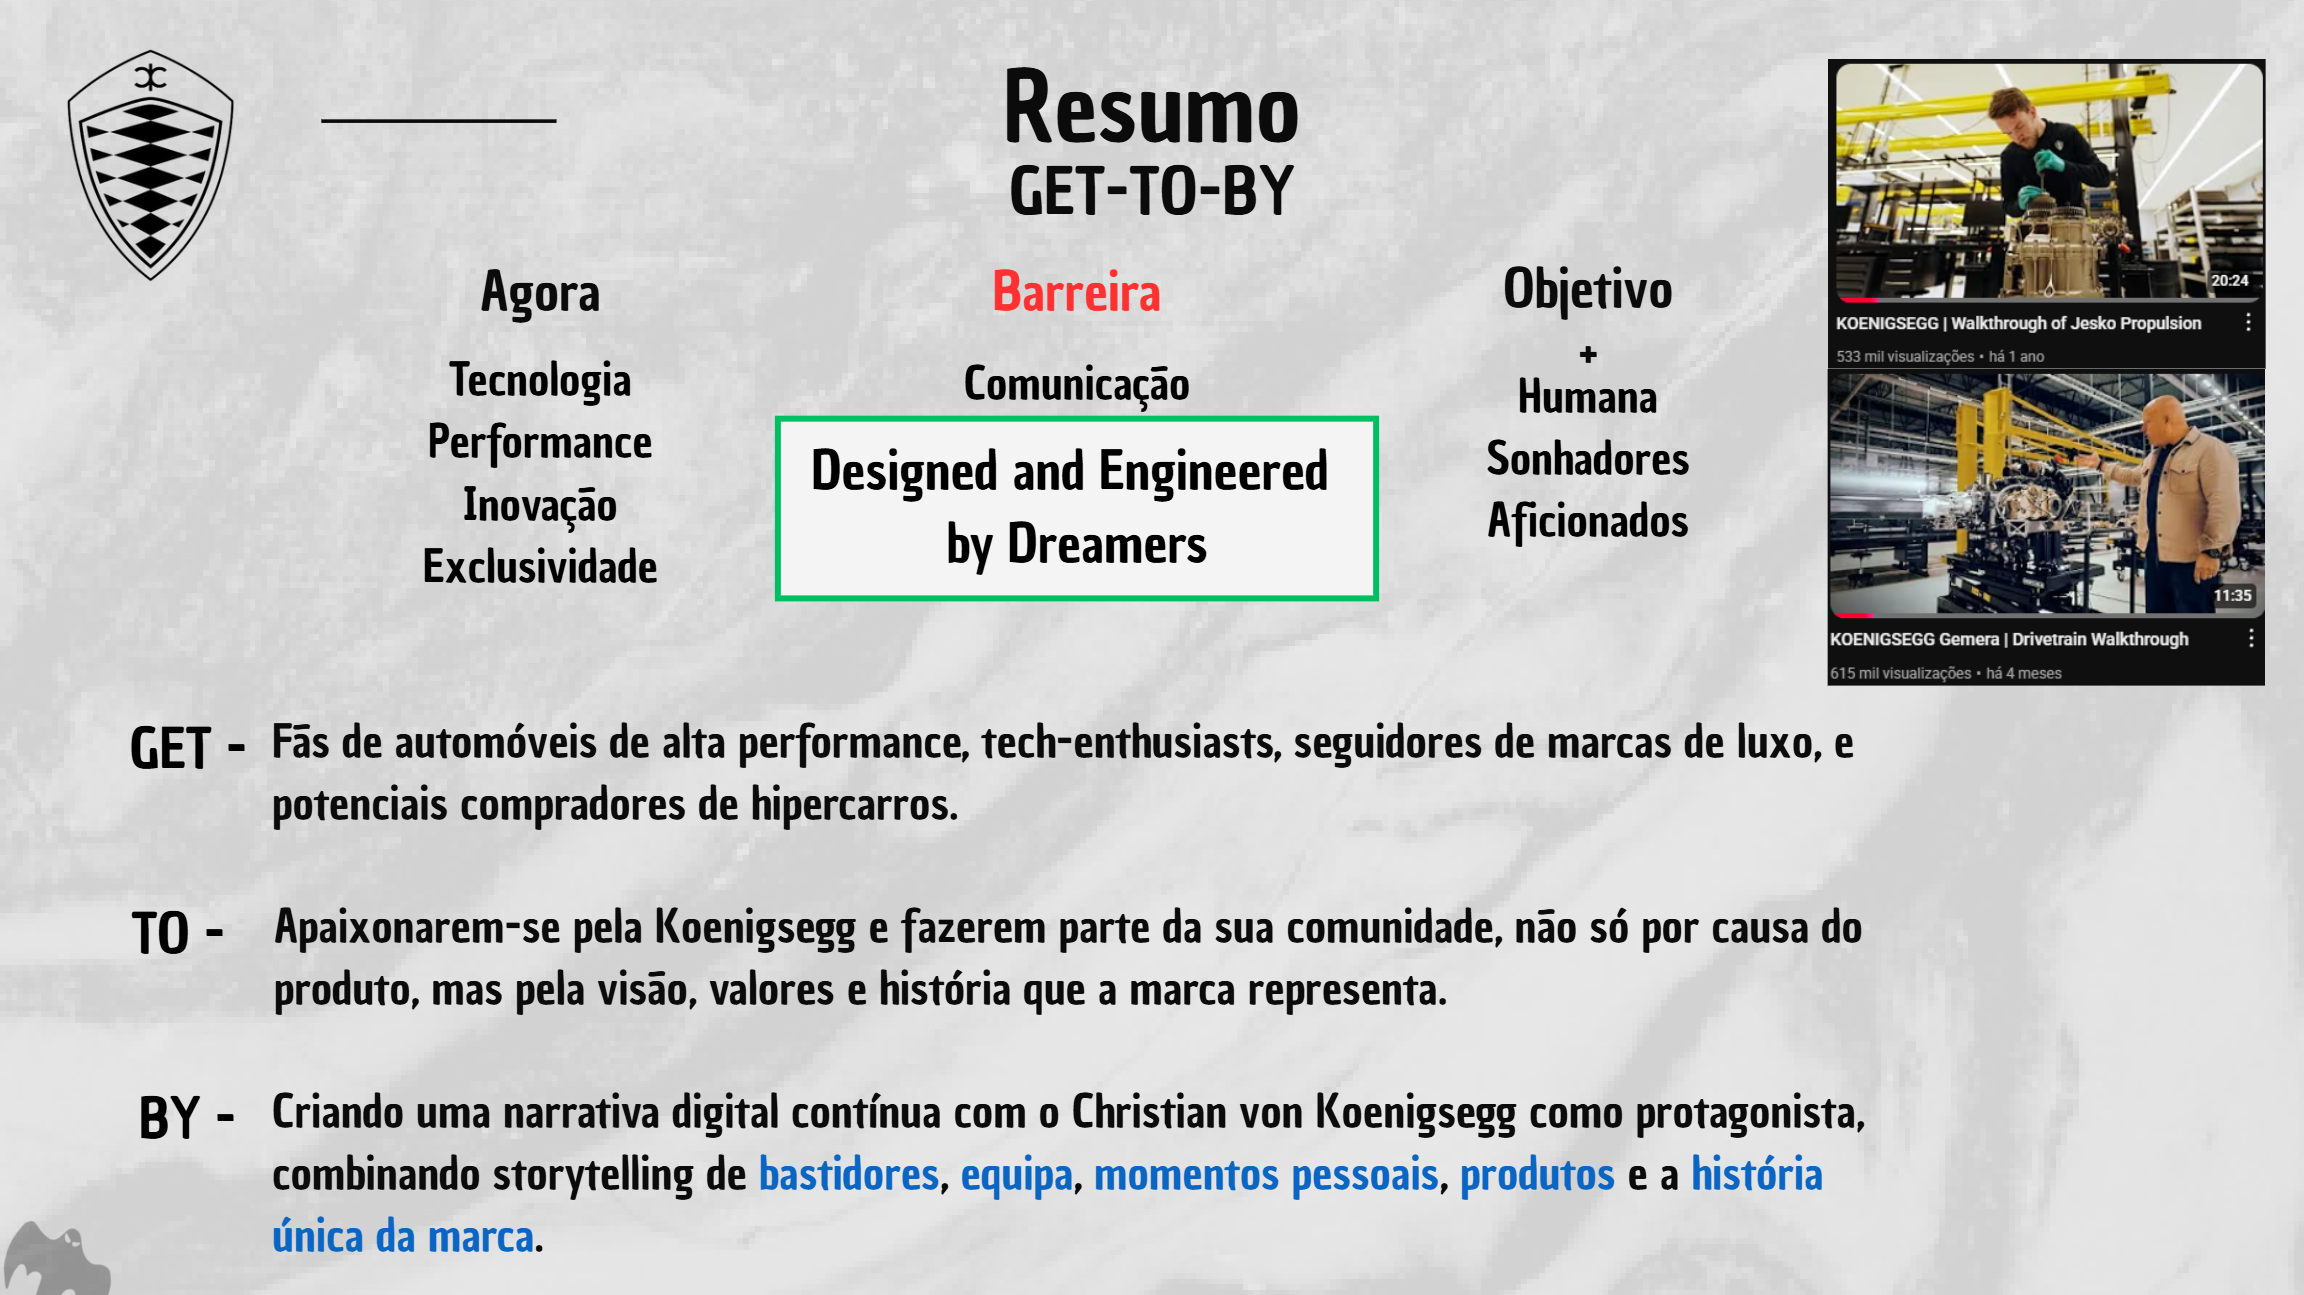 Resumo
GET-TO-BY
Agora
Tecnologia
Performance
Inovação
Exclusividade
Barreira
Comunicação
Designed and Engineered
by Dreamers
Objetivo
+
Humana
Sonhadores
Aficionados
20:24
KOENIGSEGG | Walkthrough of Jesko Propulsion
533 mil visualizações • há 1 ano
11:35
KOENIGSEGG Gemera | Drivetrain Walkthrough
615 mil visualizações • há 4 meses
GET - Fãs de automóveis de alta performance, tech-enthusiasts, seguidores de marcas de luxo, e
potenciais compradores de hipercarros.
TO - Apaixonarem-se pela Koenigsegg e fazerem parte da sua comunidade, não só por causa do
produto, mas pela visão, valores e história que a marca representa.
BY - Criando uma narrativa digital contínua com o Christian von Koenigsegg como protagonista,
combinando storytelling de bastidores, equipa, momentos pessoais, produtos e a história
única da marca.